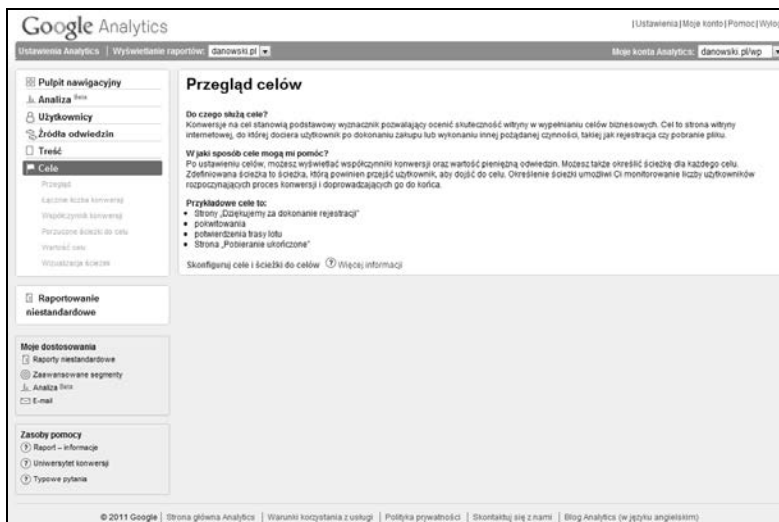 Google Analytics
| Ustawienia | Moje konto | Pomoc | Wylog
Ustawienia Analytics | Wyświetlanie raportów: danowski.pl
Moje konta Analytics: danowski.pl/wp
Pulpit nawigacyjny
Analiza Beta
Użytkownicy
Źródła odwiedzin
Treść
Cele
Przegląd
Łączna liczba konwersji
Współczynnik konwersji
Porzucone ścieżki do celu
Wartość celu
Wizualizacja ścieżek
Raportowanie
niestandardowe
Moje dostosowania
Raporty niestandardowe
Zaawansowane segmenty
Analiza Beta
E-mail
Zasoby pomocy
Raport – informacje
Uniwersytet konwersji
Typowe pytania
Przegląd celów
Do czego służą cele?
Konwersje na cel stanowią podstawowy wyznacznik pozwalający ocenić skuteczność witryny w wypełnianiu celów biznesowych. Cel to strona witryny
internetowej, do której dociera użytkownik po dokonaniu zakupu lub wykonaniu innej pożądanej czynności, takiej jak rejestracja czy pobranie pliku.
W jaki sposób cele mogą mi pomóc?
Po ustawieniu celów, możesz wyświetlać współczynniki konwersji oraz wartość pieniężną odwiedzin. Możesz także określić ścieżkę dla każdego celu.
Zdefiniowana ścieżka to ścieżka, którą powinien przejść użytkownik, aby dojść do celu. Określenie ścieżki umożliwi Ci monitorowanie liczby użytkowników
rozpoczynających proces konwersji i doprowadzających go do końca.
Przykładowe cele to:
• Strony „Dziękujemy za dokonanie rejestracji”
• pokwitowania
• potwierdzenia trasy lotu
• Strona „Pobieranie ukończone”
Skonfiguruj cele i ścieżki do celów ? Więcej informacji
© 2011 Google | Strona główna Analytics | Warunki korzystania z usługi | Polityka prywatności | Skontaktuj się z nami | Blog Analytics (w języku angielskim)